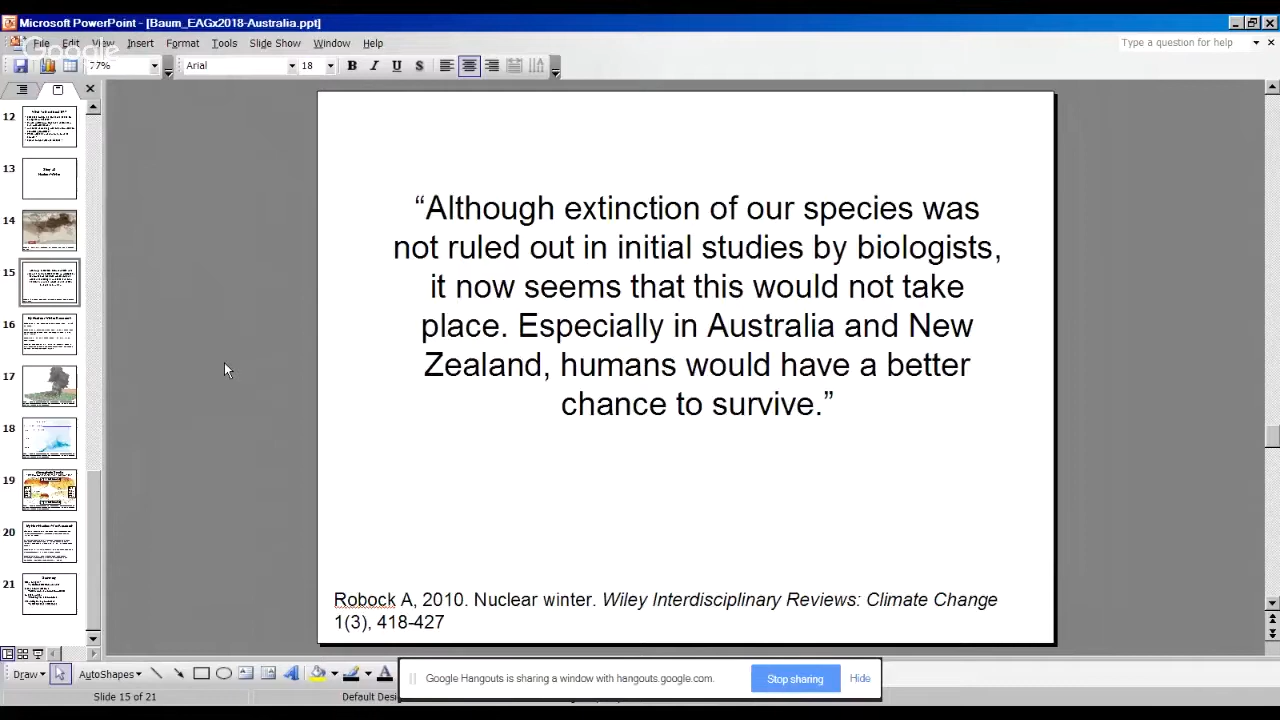 Microsoft PowerPoint - [Baum_EAGx2018-Australia.ppt]
File Edit View Insert Format Tools Slide Show Window Help
Type a question for help
Google
77%
Arial
18
B I U S
12
13
14
15
16
17
18
19
20
21
“Although extinction of our species was
not ruled out in initial studies by biologists,
it now seems that this would not take
place. Especially in Australia and New
Zealand, humans would have a better
chance to survive.”
Robock A, 2010. Nuclear winter. Wiley Interdisciplinary Reviews: Climate Change
1(3), 418-427
Draw AutoShapes
Google Hangouts is sharing a window with hangouts.google.com.
Stop sharing
Hide
Slide 15 of 21
Default Desi